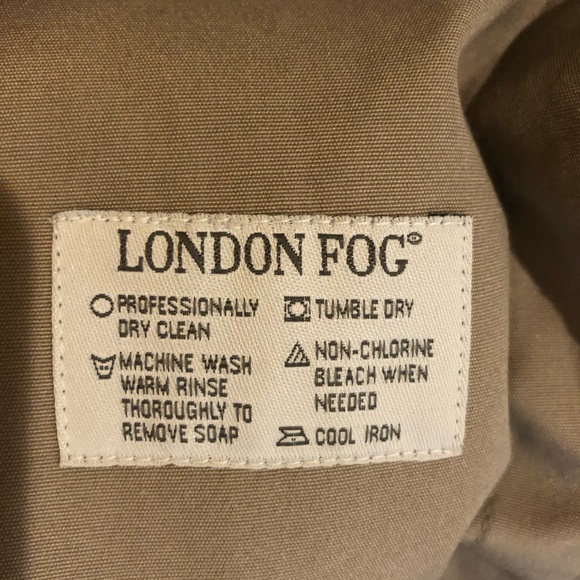 LONDON FOG®
PROFESSIONALLY
DRY CLEAN
MACHINE WASH
WARM RINSE
THOROUGHLY TO
REMOVE SOAP
TUMBLE DRY
NON-CHLORINE
BLEACH WHEN
NEEDED
COOL IRON